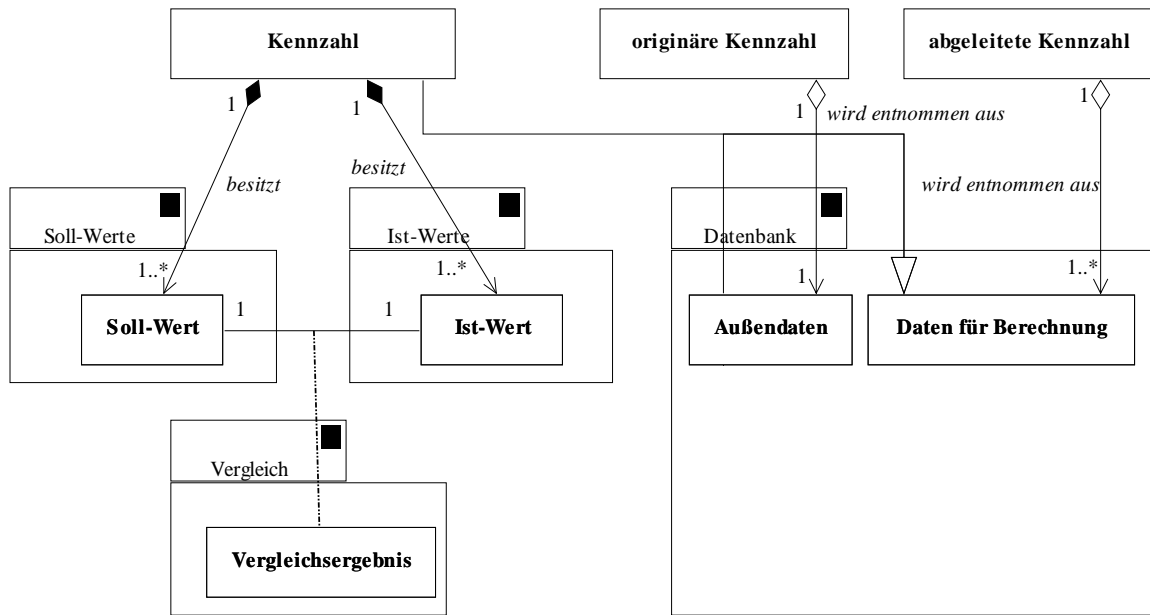 Kennzahl
originäre Kennzahl
abgeleitete Kennzahl
1
1
1
wird entnommen aus
1
besitzt
besitzt
wird entnommen aus
Soll-Werte
Ist-Werte
Datenbank
1..*
1..*
1
1..*
Soll-Wert
1
1
Ist-Wert
Außendaten
Daten für Berechnung
Vergleich
Vergleichsergebnis